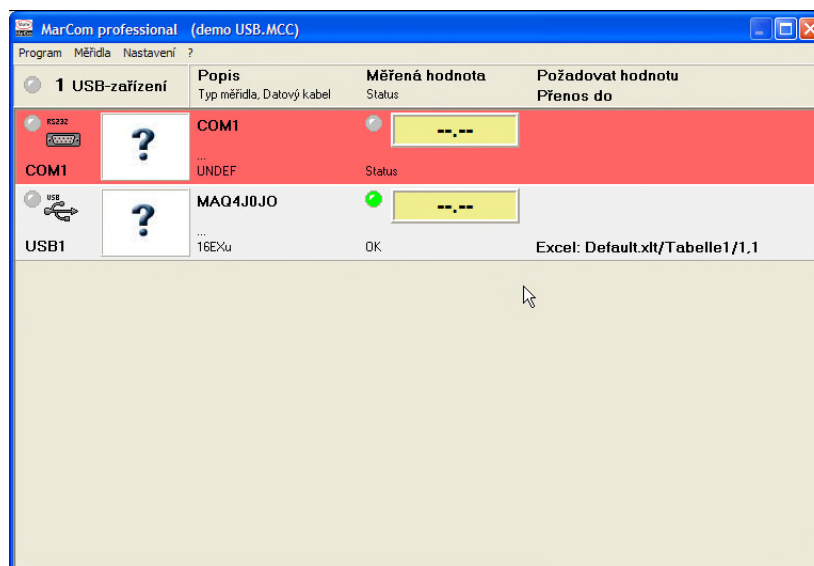 MarCom professional (demo USB.MCC)
Program Měřidla Nastavení ?
1 USB-zařízení
Popis
Typ měřidla, Datový kabel
Měřená hodnota
Status
Požadovat hodnotu
Přenos do
RS232
COM1
?
COM1
...
UNDEF
--.--
Status
USB
USB1
?
MAQ4J0JO
...
16EXu
--.--
OK
Excel: Default.xlt/Tabelle1/1,1